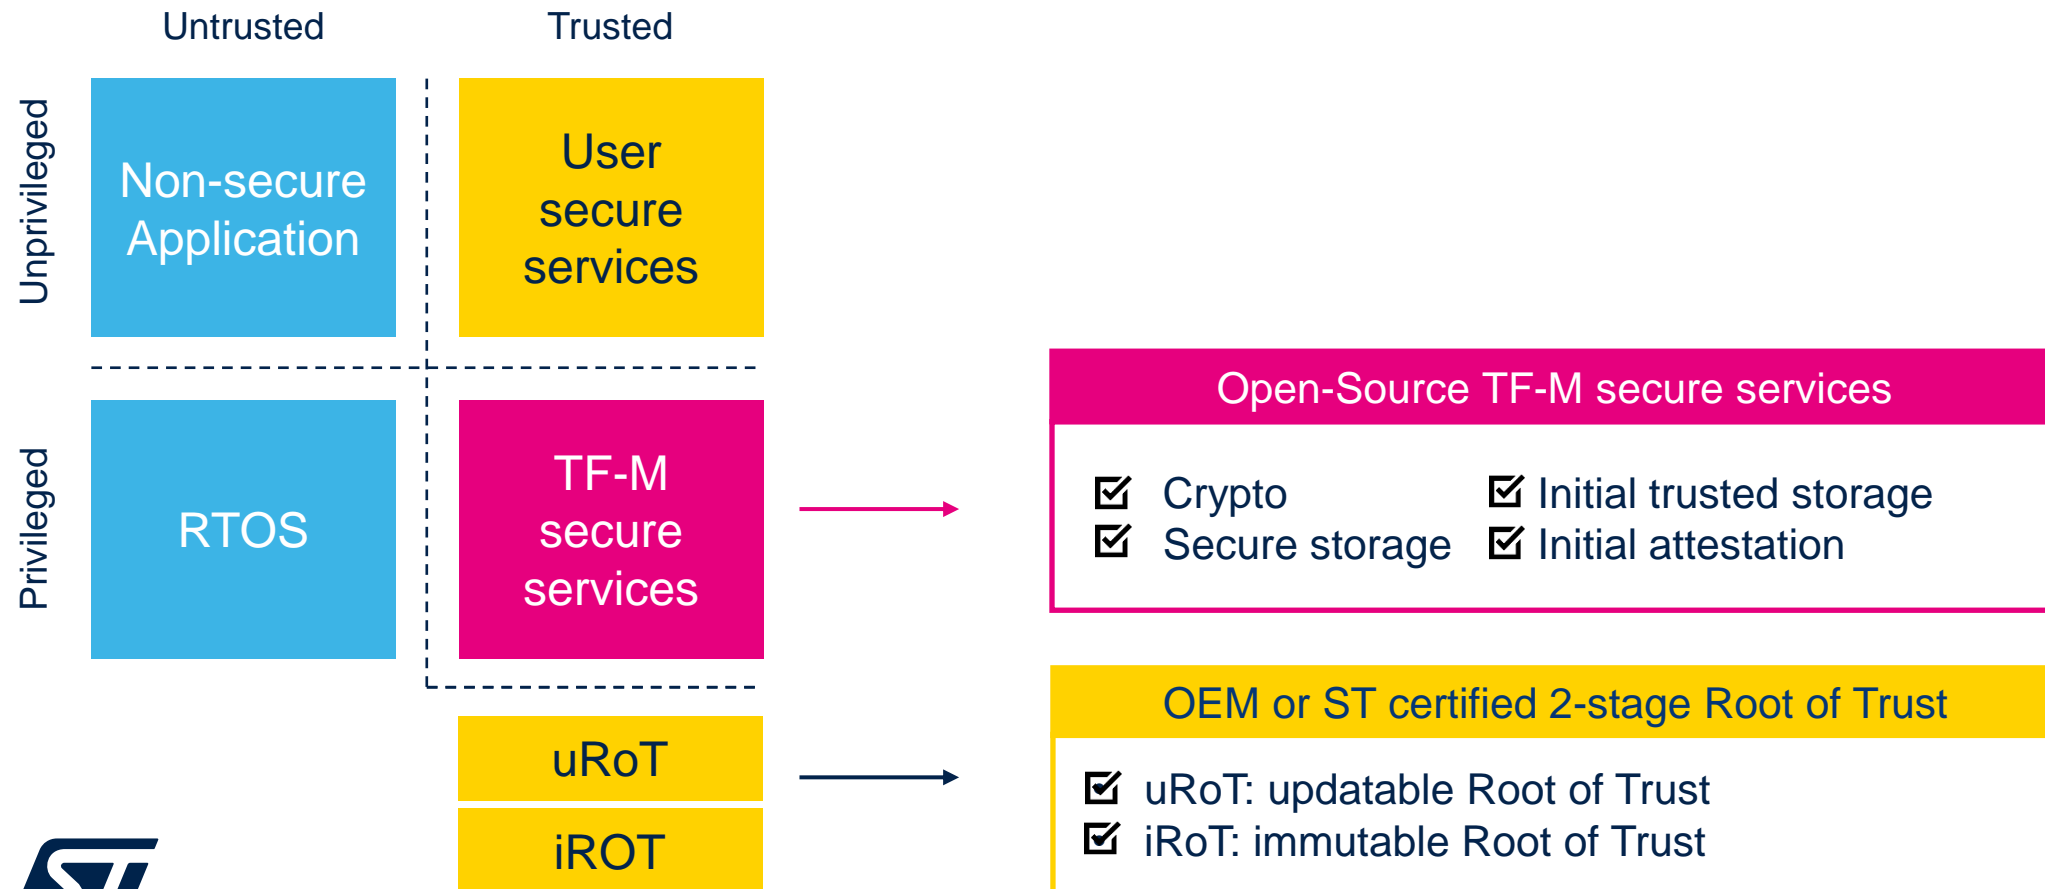 Untrusted
Trusted
Unprivileged
Non-secure
Application
User
secure
services
Privileged
RTOS
TF-M
secure
services
Open-Source TF-M secure services
Crypto
Initial trusted storage
Secure storage
Initial attestation
uRoT
iROT
OEM or ST certified 2-stage Root of Trust
uRoT: updatable Root of Trust
iRoT: immutable Root of Trust
ST